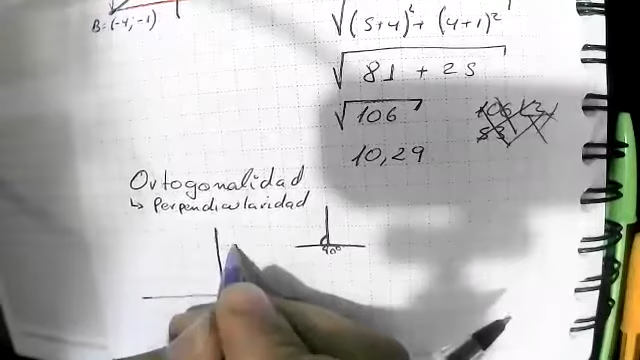 B=(-4,-1)
√(5+4)²+(4+1)²
√81+25
√106
10,29
Ortogonalidad
↳ Perpendicularidad
90°